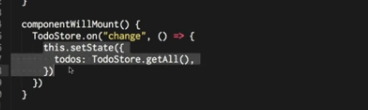 }
componentWillMount() {
TodoStore.on("change", () => {
this.setState({
todos: TodoStore.getAll(),
})
})
}